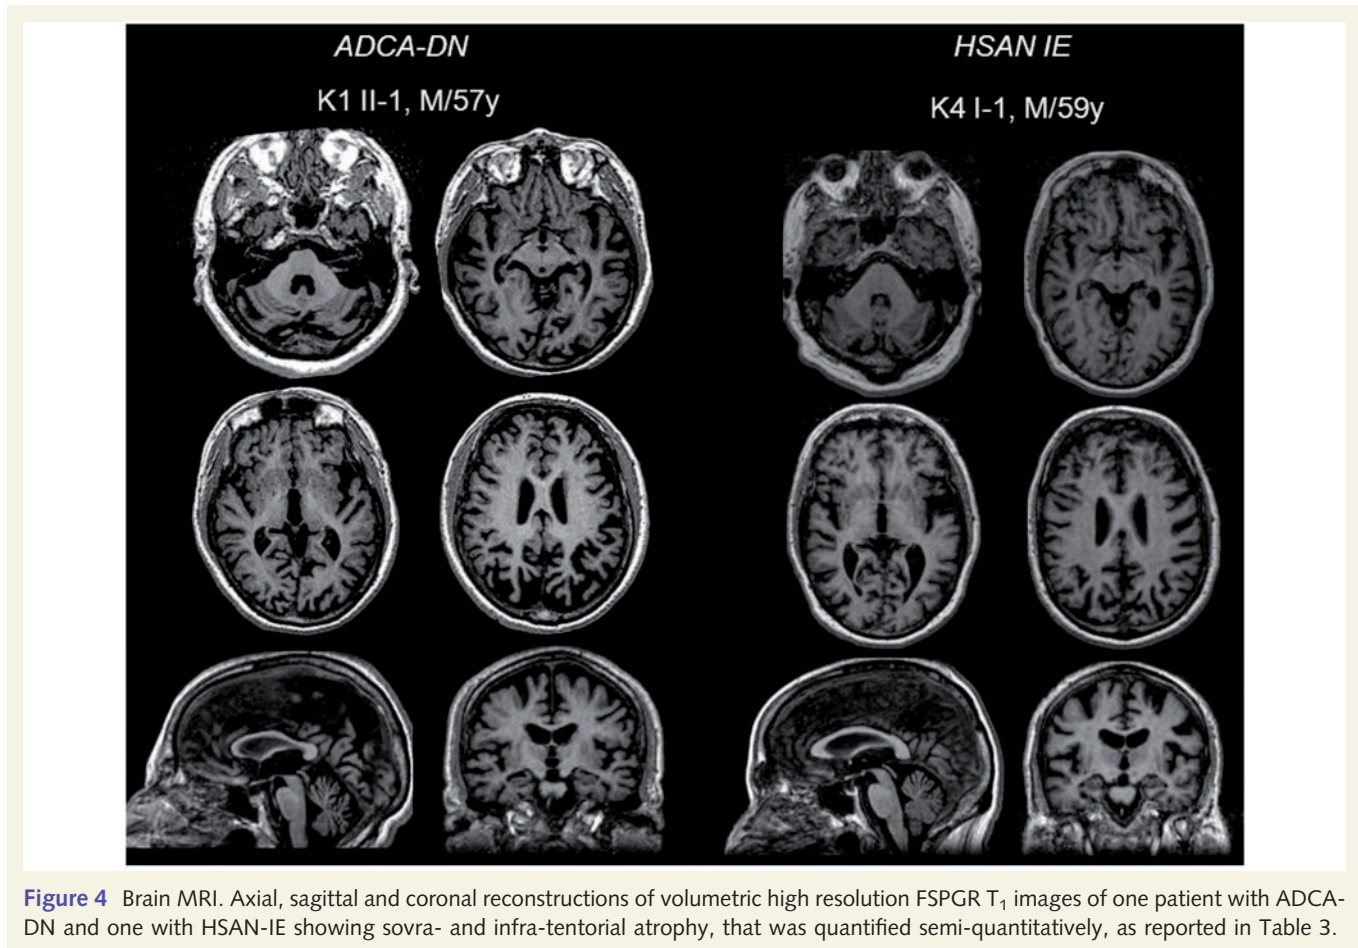 ADCA-DN
HSAN IE
K1 II-1, M/57y
K4 I-1, M/59y
Figure 4 Brain MRI. Axial, sagittal and coronal reconstructions of volumetric high resolution FSPGR T1 images of one patient with ADCA-
DN and one with HSAN-IE showing sovra- and infra-tentorial atrophy, that was quantified semi-quantitatively, as reported in Table 3.